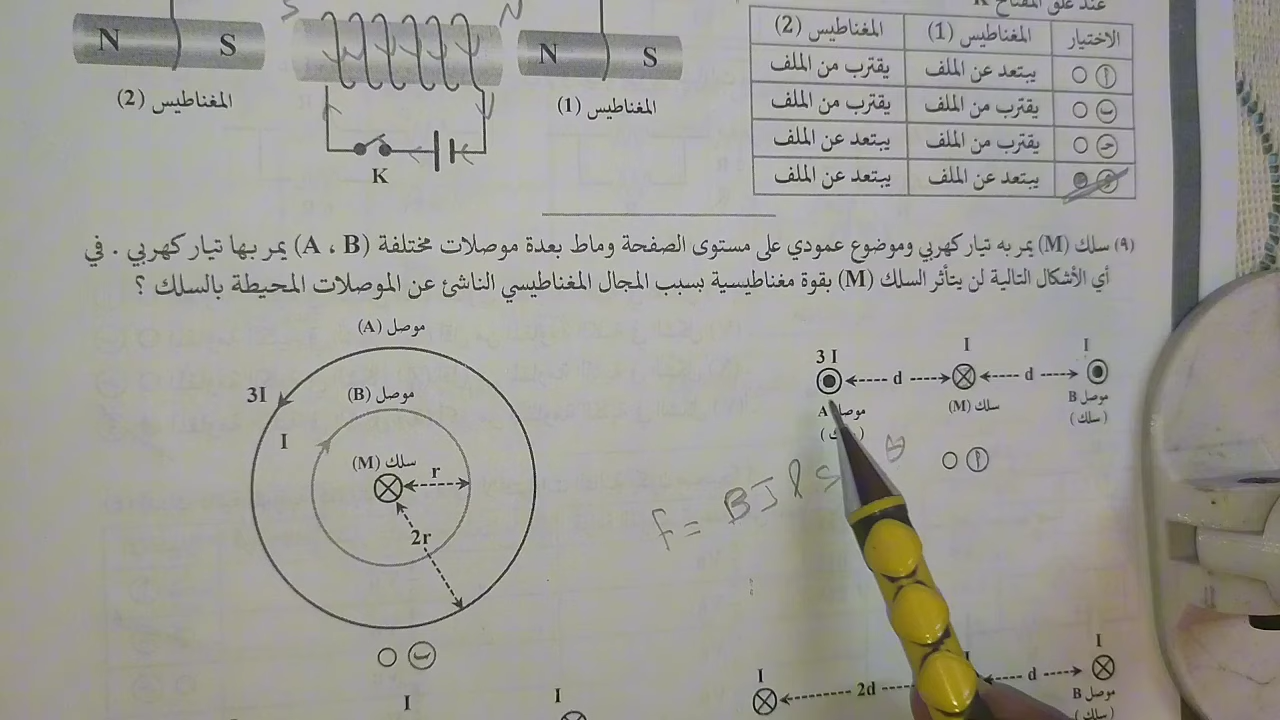 عند غلق المفتاح K
S
N
N S
N S
المغناطيس (2)
المغناطيس (1)
K
الاختيار المغناطيس (1) المغناطيس (2)
أ يبتعد عن الملف يقترب من الملف
ب يقترب من الملف يقترب من الملف
جـ يقترب من الملف يبتعد عن الملف
يبتعد عن الملف يبتعد عن الملف
(٩) سلك (M) يمر به تيار كهربي وموضوع عمودي على مستوى الصفحة ومحاط بعدة موصلات مختلفة (A ، B) يمر بها تيار كهربي . في
أي الأشكال التالية لن يتأثر السلك (M) بقوة مغناطيسية بسبب المجال المغناطيسي الناشئ عن الموصلات المحيطة بالسلك ؟
3 I
I
I
d
d
موصل A
سلك (M)
موصل B
(سلك)
أ
موصل (A)
3I
موصل (B)
I
سلك (M)
r
2r
ب
F = B I l
θ
I
2d
d
I
موصل B
(سلك)
I
I